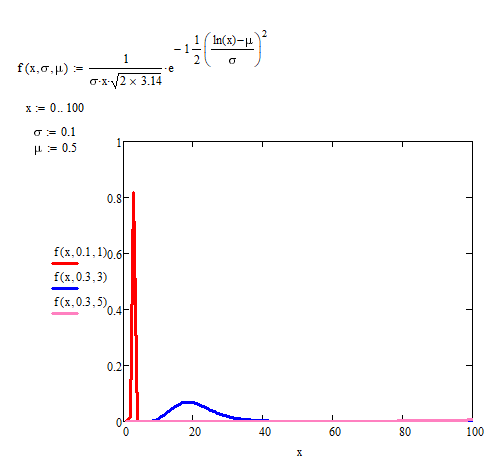 f(x,σ,μ) := 1/(σ·x·√(2 × 3.14)) · e^(−1 1/2 ((ln(x)−μ)/σ)^2)
x := 0.. 100
σ := 0.1
μ := 0.5
1
0.8
f(x,0.1,1) 0.6
f(x,0.3,3)
f(x,0.3,5) 0.4
0.2
0
0 20 40 60 80 100
x